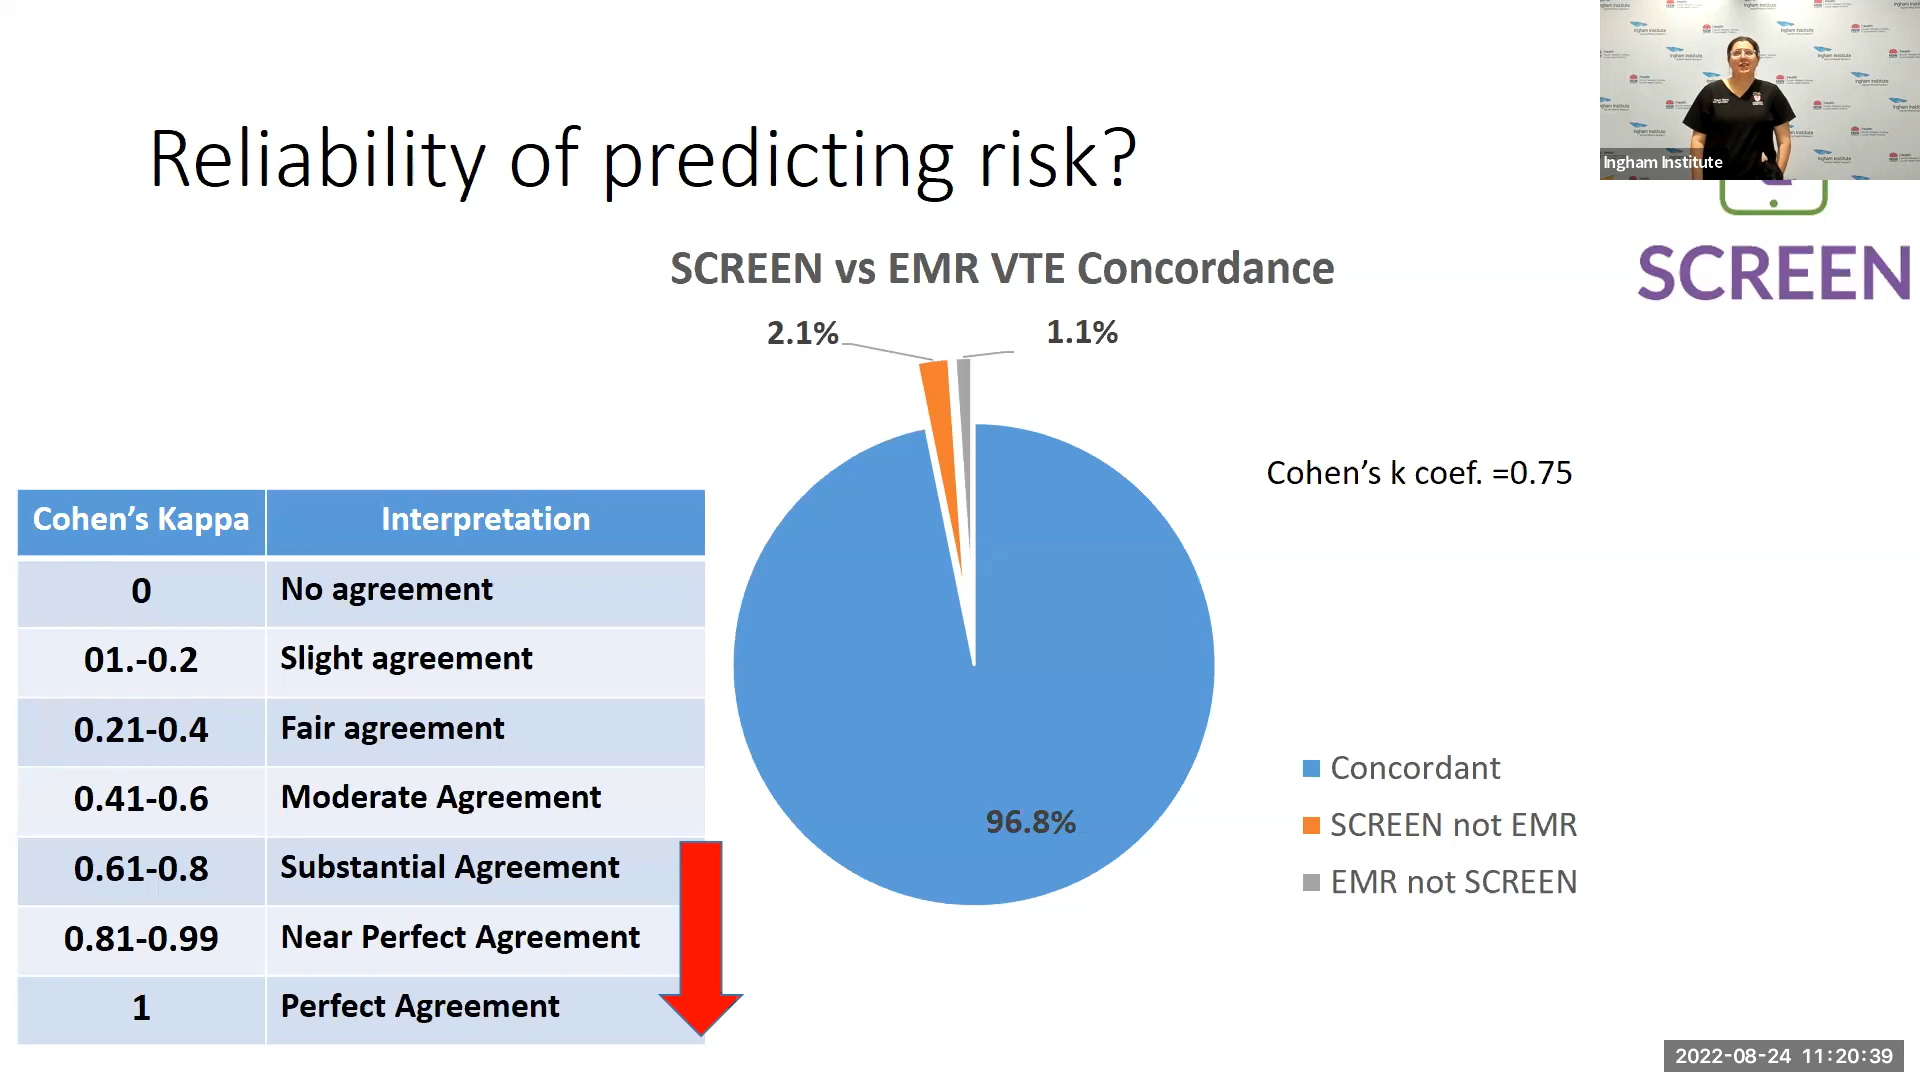 Reliability of predicting risk?
Ingham Institute
SCREEN
SCREEN vs EMR VTE Concordance
2.1%
1.1%
96.8%
Cohen's k coef. =0.75
Concordant
SCREEN not EMR
EMR not SCREEN
Cohen's Kappa Interpretation
0 No agreement
01.-0.2 Slight agreement
0.21-0.4 Fair agreement
0.41-0.6 Moderate Agreement
0.61-0.8 Substantial Agreement
0.81-0.99 Near Perfect Agreement
1 Perfect Agreement
2022-08-24 11:20:39